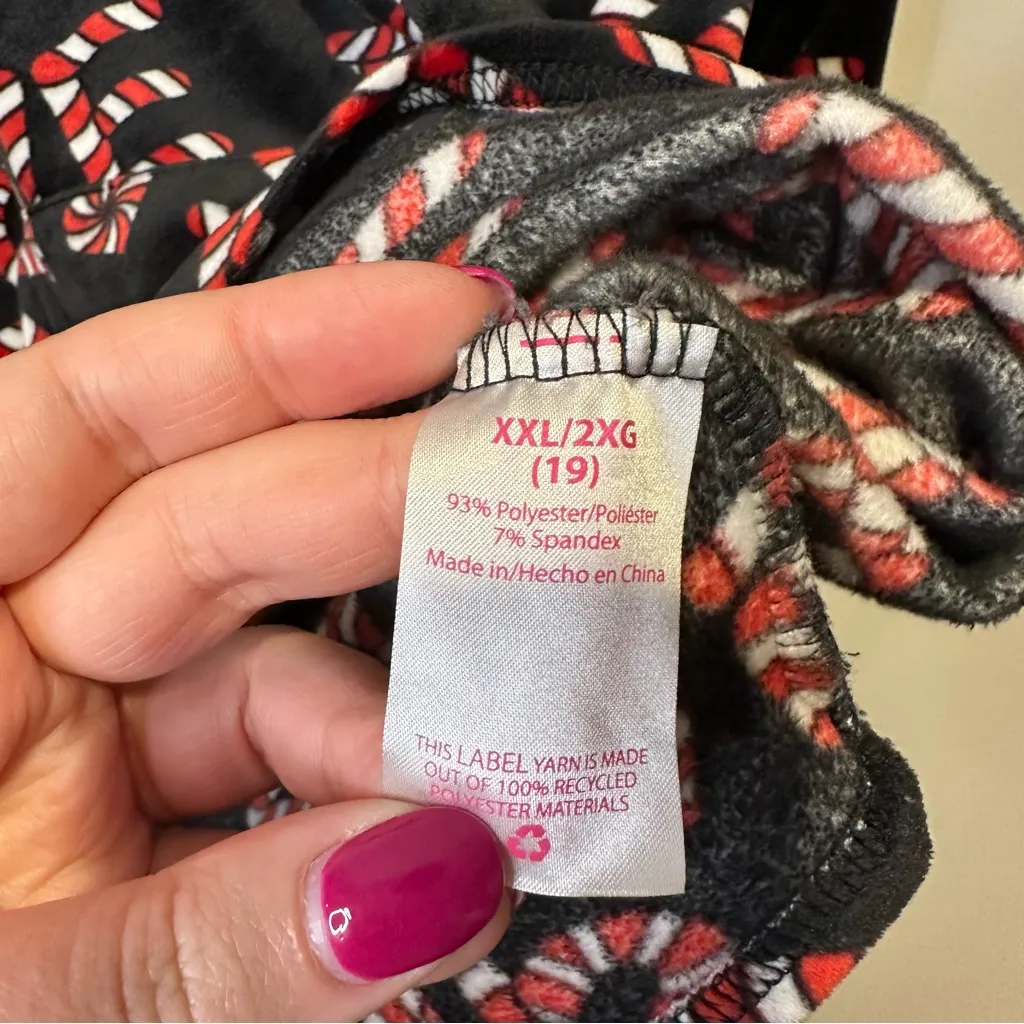 XXL/2XG
(19)
93% Polyester/Poliéster
7% Spandex
Made in/Hecho en China
THIS LABEL YARN IS MADE
OUT OF 100% RECYCLED
POLYESTER MATERIALS